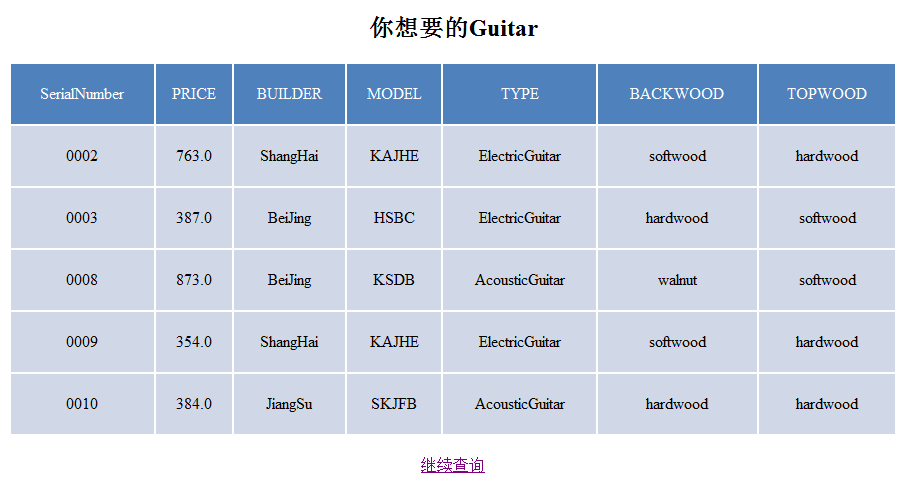 你想要的Guitar
SerialNumber PRICE BUILDER MODEL TYPE BACKWOOD TOPWOOD
0002 763.0 ShangHai KAJHE ElectricGuitar softwood hardwood
0003 387.0 BeiJing HSBC ElectricGuitar hardwood softwood
0008 873.0 BeiJing KSDB AcousticGuitar walnut softwood
0009 354.0 ShangHai KAJHE ElectricGuitar softwood hardwood
0010 384.0 JiangSu SKJFB AcousticGuitar hardwood hardwood
继续查询